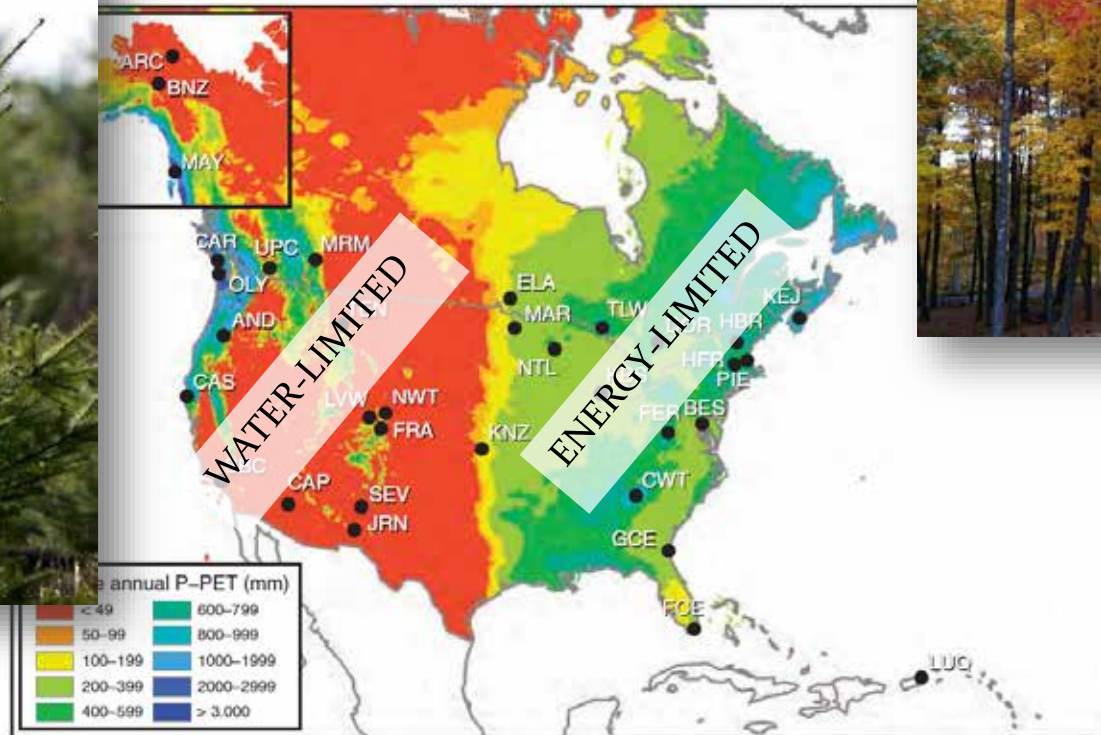 ARC
BNZ
MAY
CAR
UPC
MRM
OLY
AND
CAS
ELA
MAR
TLW
NTL
KEJ
HBR
HFR
PIE
LVW
NWT
FRA
KNZ
FER
BES
CWT
CAP
SEV
JRN
GCE
FCE
LUQ
WATER-LIMITED
ENERGY-LIMITED
annual P–PET (mm)
< 49
50–99
100–199
200–399
400–599
600–799
800–999
1000–1999
2000–2999
> 3.000